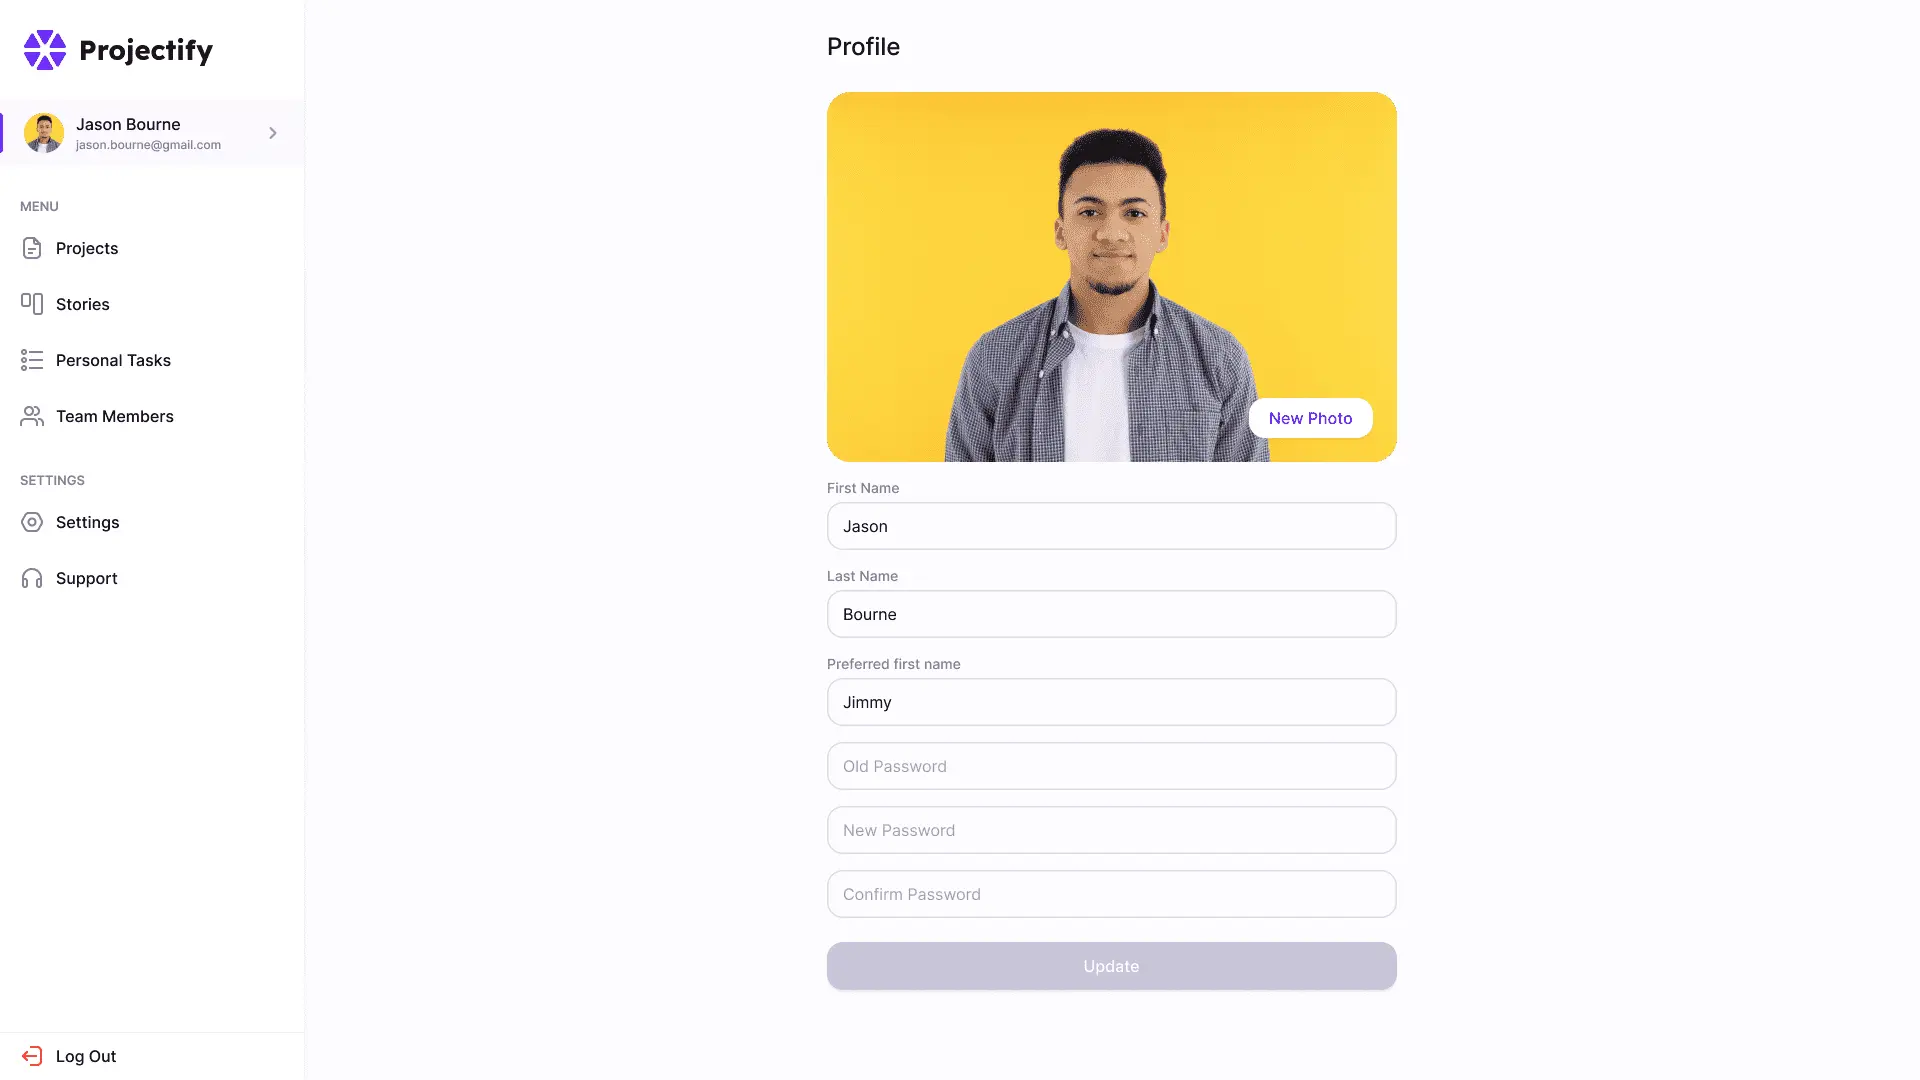 Projectify
Jason Bourne
jason.bourne@gmail.com
MENU
Projects
Stories
Personal Tasks
Team Members
SETTINGS
Settings
Support
Log Out
Profile
New Photo
First Name
Jason
Last Name
Bourne
Preferred first name
Jimmy
Old Password
New Password
Confirm Password
Update